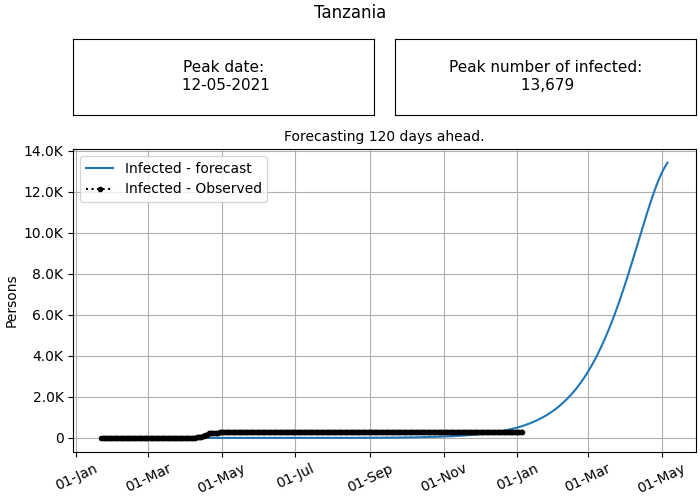 Tanzania
Peak date:
12-05-2021
Peak number of infected:
13,679
Forecasting 120 days ahead.
Infected - forecast
Infected - Observed
14.0K
12.0K
10.0K
8.0K
6.0K
4.0K
2.0K
0
Persons
01-Jan
01-Mar
01-May
01-Jul
01-Sep
01-Nov
01-Jan
01-Mar
01-May